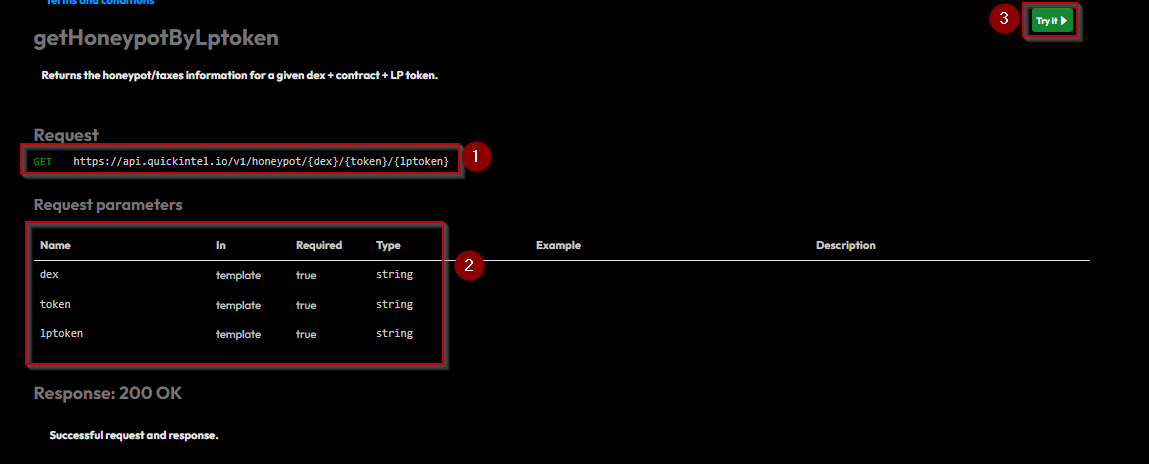 Terms and conditions
3
Try it
getHoneypotByLptoken
Returns the honeypot/taxes information for a given dex + contract + LP token.
Request
GET https://api.quickintel.io/v1/honeypot/{dex}/{token}/{lptoken}
1
Request parameters
Name In Required Type Example Description
2
dex template true string
token template true string
lptoken template true string
Response: 200 OK
Successful request and response.